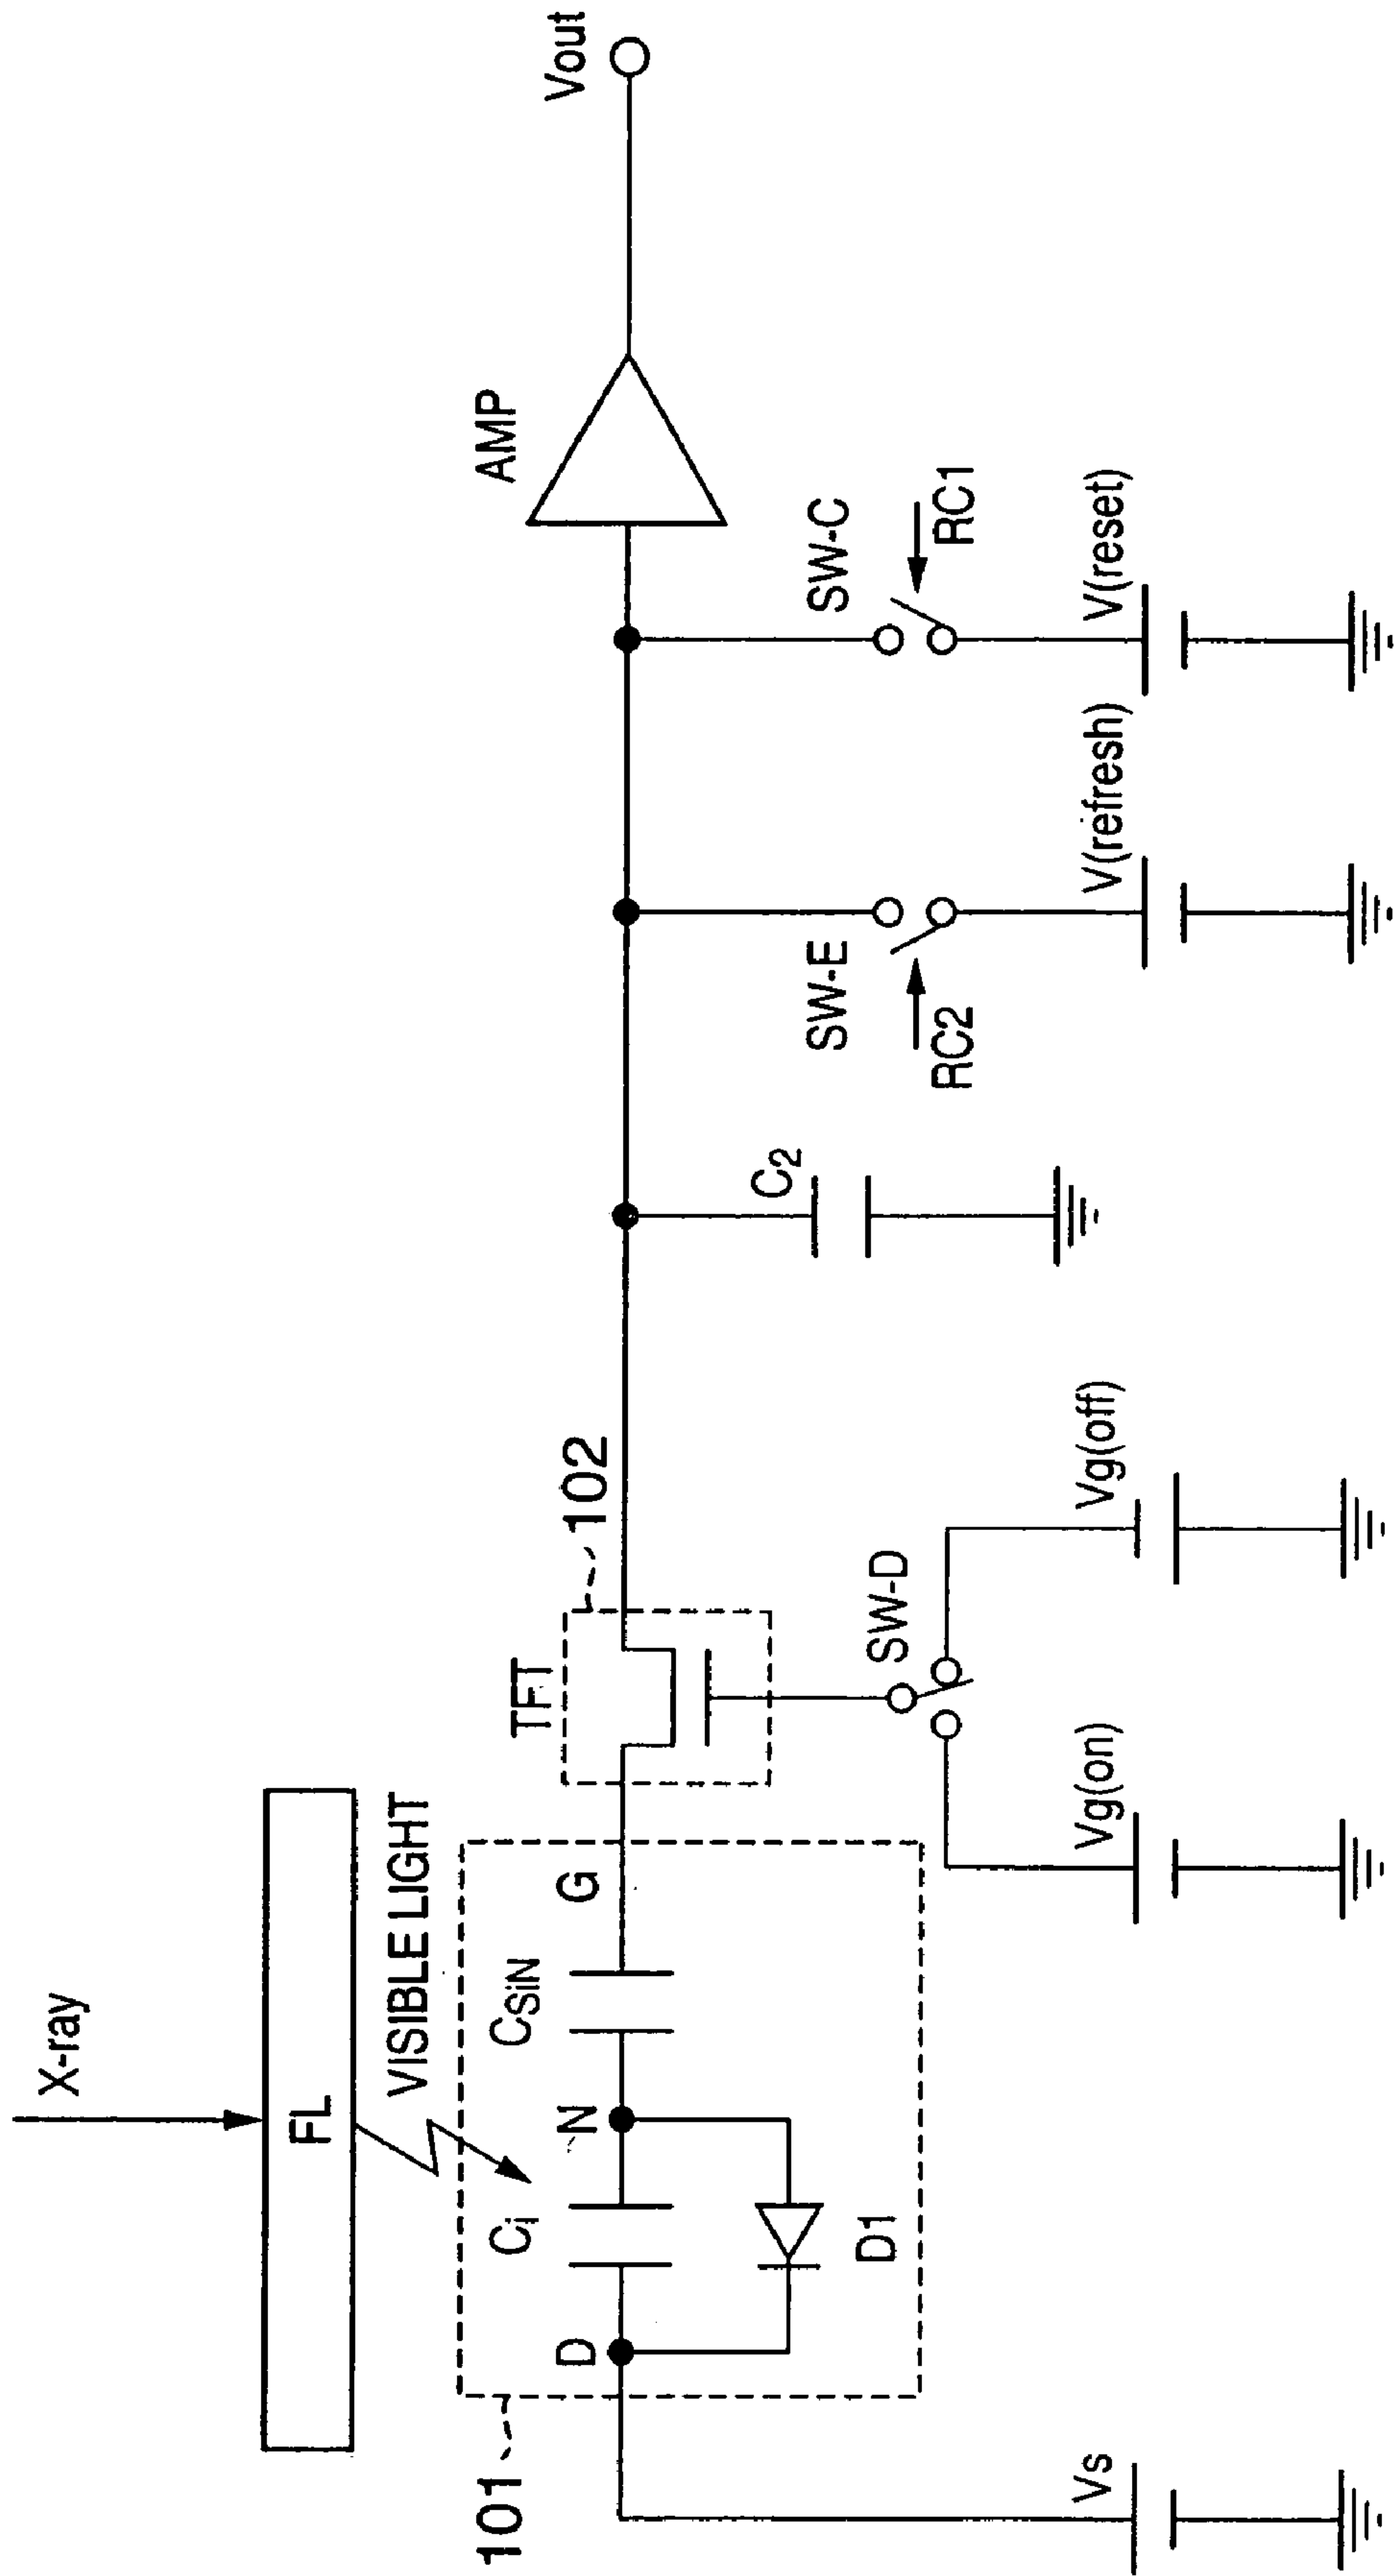 X-ray
FL
VISIBLE LIGHT
101
D
Ci
N
CSiN
G
D1
TFT
102
AMP
Vout
C2
SW-D
SW-E
RC2
SW-C
RC1
Vs
Vg(on)
Vg(off)
V(refresh)
V(reset)